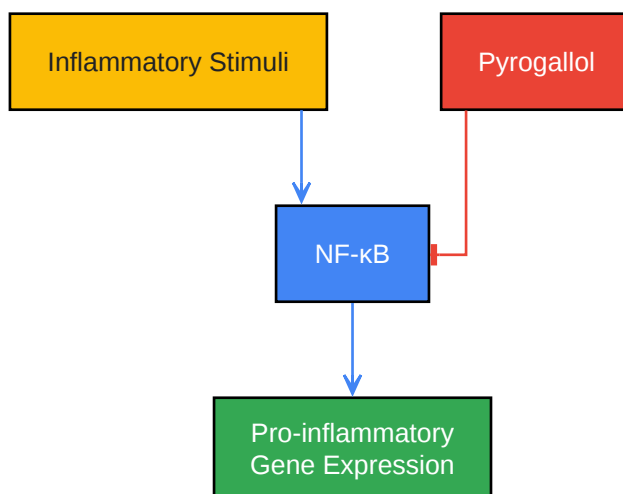 Inflammatory Stimuli
Pyrogallol
NF-κB
Pro-inflammatory
Gene Expression